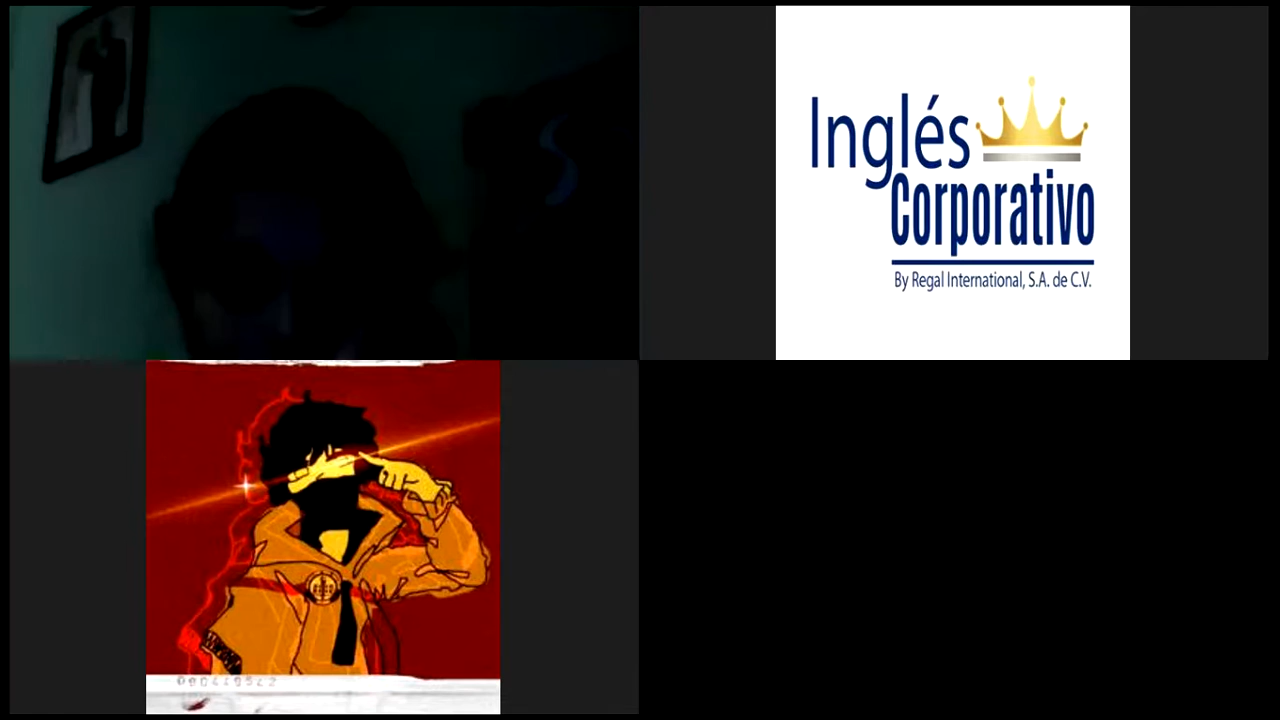 Inglés
Corporativo
By Regal International, S.A. de C.V.